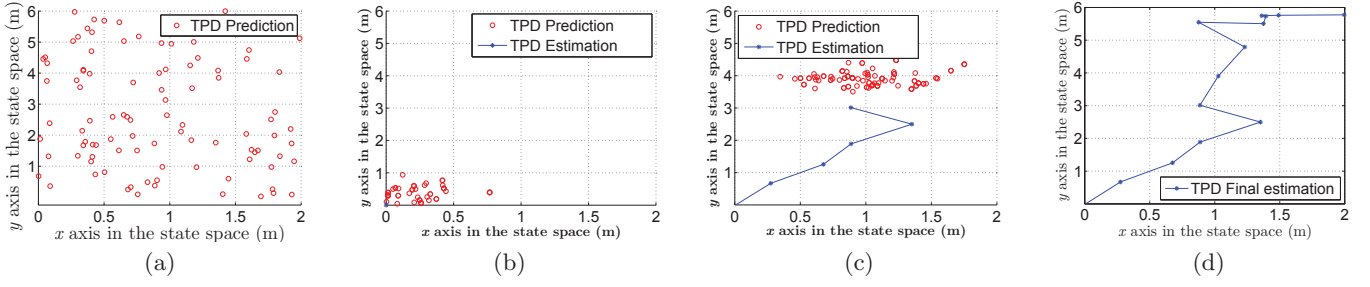 6
5
4
3
2
1
0 0.5 1 1.5 2
y axis in the state space (m)
x axis in the state space (m)
TPD Prediction
(a)
6
5
4
3
2
1
0 0.5 1 1.5 2
y axis in the state space (m)
x axis in the state space (m)
TPD Prediction
TPD Estimation
(b)
6
5
4
3
2
1
0 0.5 1 1.5 2
y axis in the state space (m)
x axis in the state space (m)
TPD Prediction
TPD Estimation
(c)
6
5
4
3
2
1
0 0.5 1 1.5 2
y axis in the state space (m)
x axis in the state space (m)
TPD Final estimation
(d)